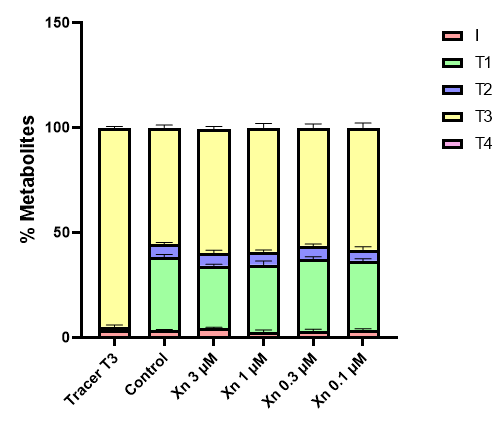 150
100
50
0
% Metabolites
Tracer T3
Control
Xn 3 µM
Xn 1 µM
Xn 0.3 µM
Xn 0.1 µM
I
T1
T2
T3
T4